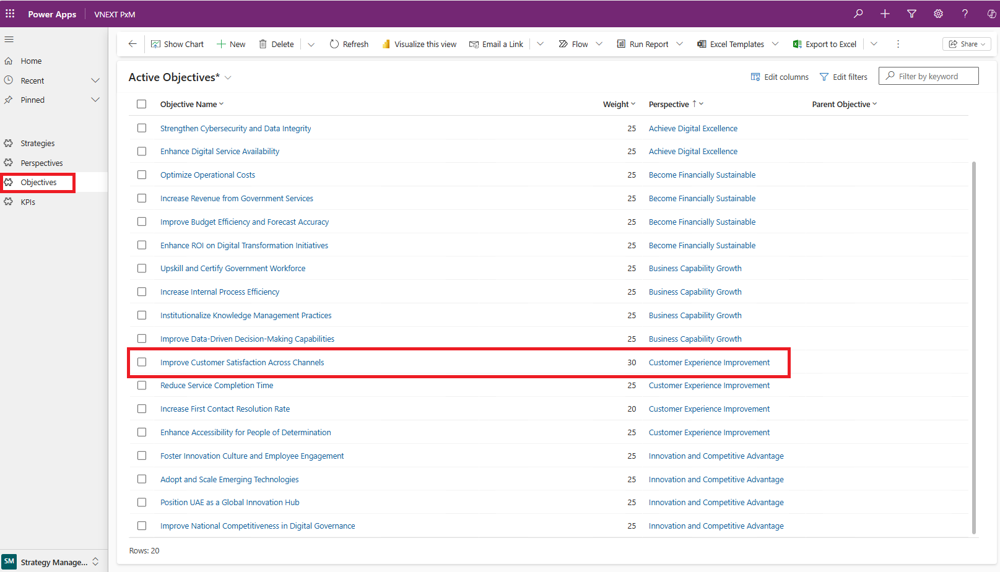 Power Apps VNEXT PxM
Show Chart New Delete Refresh Visualize this view Email a Link Flow Run Report Excel Templates Export to Excel Share
Home
Recent
Pinned
Strategies
Perspectives
Objectives
KPIs
SM Strategy Manage...
Active Objectives*
Edit columns Edit filters Filter by keyword
Objective Name Weight Perspective ↑ Parent Objective
Strengthen Cybersecurity and Data Integrity 25 Achieve Digital Excellence
Enhance Digital Service Availability 25 Achieve Digital Excellence
Optimize Operational Costs 25 Become Financially Sustainable
Increase Revenue from Government Services 25 Become Financially Sustainable
Improve Budget Efficiency and Forecast Accuracy 25 Become Financially Sustainable
Enhance ROI on Digital Transformation Initiatives 25 Become Financially Sustainable
Upskill and Certify Government Workforce 25 Business Capability Growth
Increase Internal Process Efficiency 25 Business Capability Growth
Institutionalize Knowledge Management Practices 25 Business Capability Growth
Improve Data-Driven Decision-Making Capabilities 25 Business Capability Growth
Improve Customer Satisfaction Across Channels 30 Customer Experience Improvement
Reduce Service Completion Time 25 Customer Experience Improvement
Increase First Contact Resolution Rate 20 Customer Experience Improvement
Enhance Accessibility for People of Determination 25 Customer Experience Improvement
Foster Innovation Culture and Employee Engagement 25 Innovation and Competitive Advantage
Adopt and Scale Emerging Technologies 25 Innovation and Competitive Advantage
Position UAE as a Global Innovation Hub 25 Innovation and Competitive Advantage
Improve National Competitiveness in Digital Governance 25 Innovation and Competitive Advantage
Rows: 20